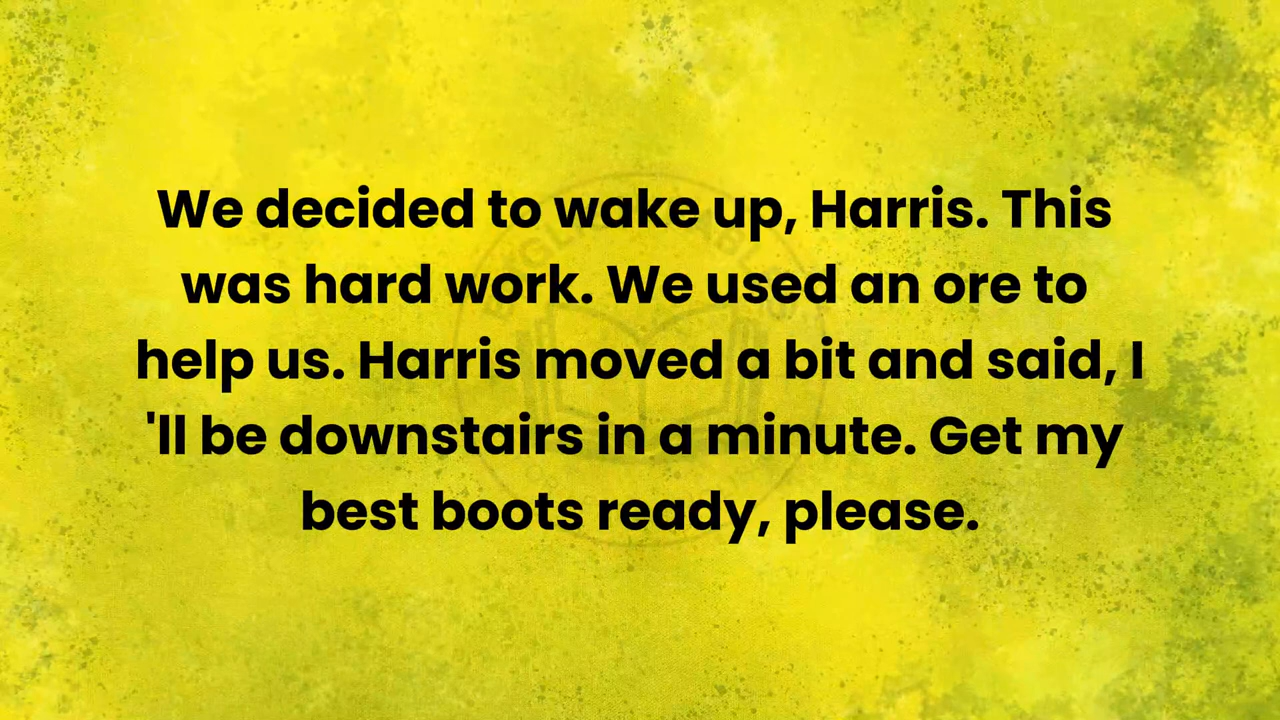 We decided to wake up, Harris. This
was hard work. We used an ore to
help us. Harris moved a bit and said, I
'll be downstairs in a minute. Get my
best boots ready, please.